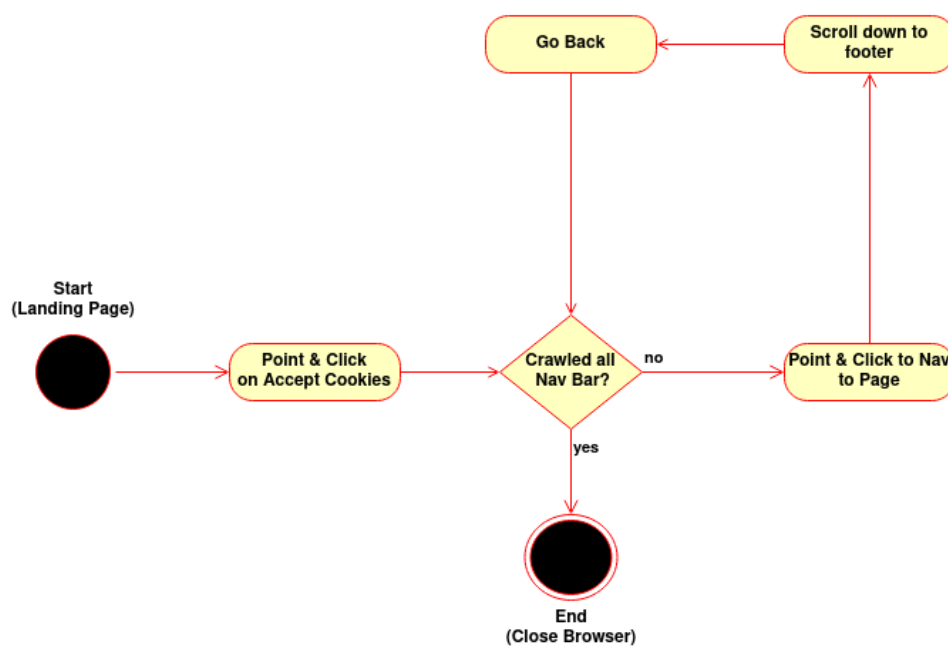 Go Back
Scroll down to
footer
Start
(Landing Page)
Point & Click
on Accept Cookies
Crawled all
Nav Bar?
no
Point & Click to Nav
to Page
yes
End
(Close Browser)